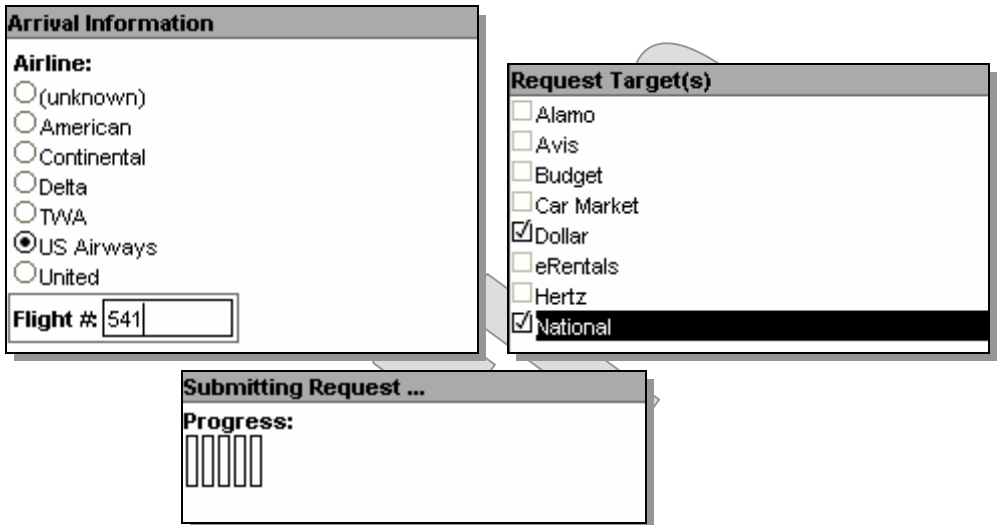 Arrival Information
Airline:
(unknown)
American
Continental
Delta
TWA
US Airways
United
Flight #: 541
Request Target(s)
Alamo
Avis
Budget
Car Market
Dollar
eRentals
Hertz
National
Submitting Request ...
Progress: